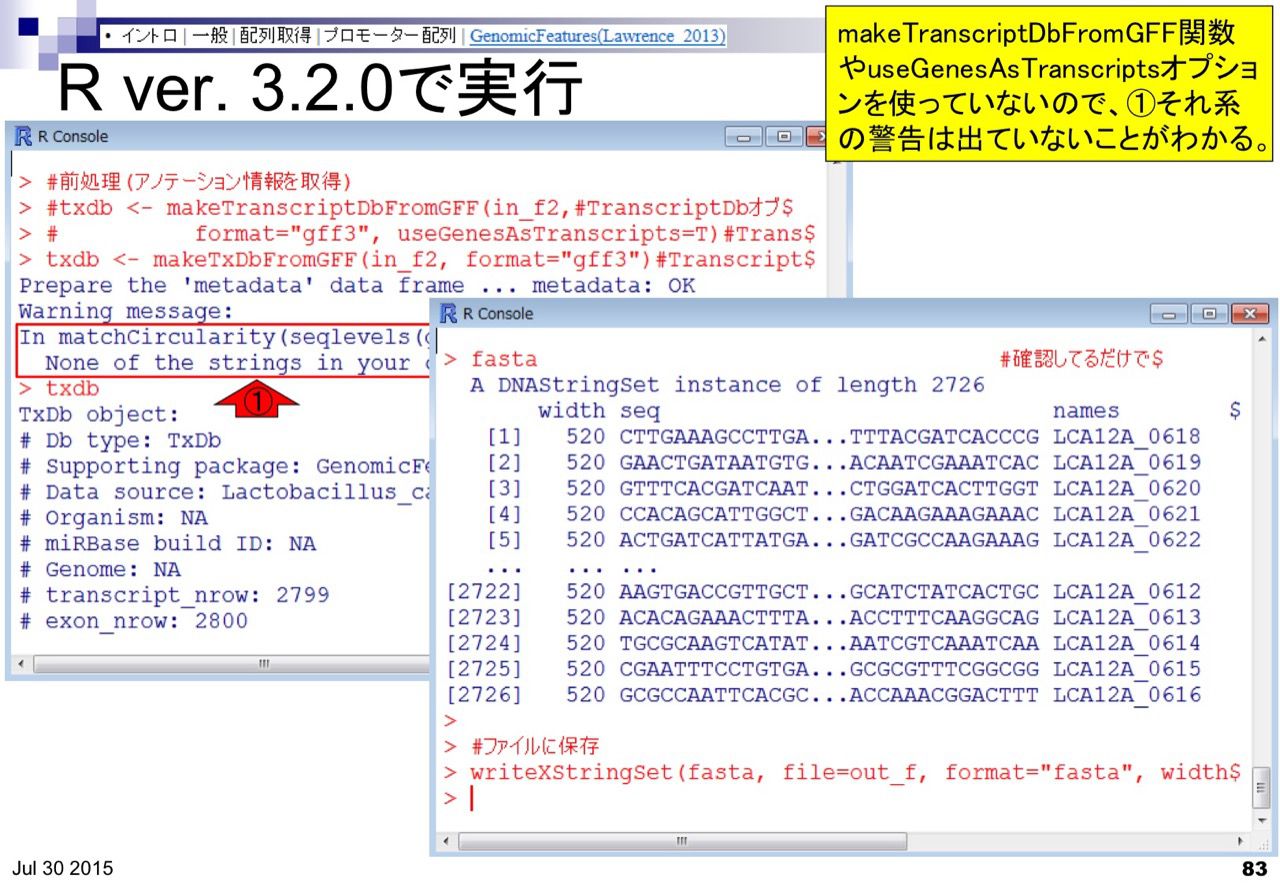 • イントロ | 一般 | 配列取得 | プロモーター配列 | GenomicFeatures(Lawrence_2013)
R ver. 3.2.0で実行
makeTranscriptDbFromGFF関数
やuseGenesAsTranscriptsオプショ
ンを使っていないので、①それ系
の警告は出ていないことがわかる。
R Console
> #前処理(アノテーション情報を取得)
> #txdb <- makeTranscriptDbFromGFF(in_f2,#TranscriptDbオブ$
> #          format="gff3", useGenesAsTranscripts=T)#Trans$
> txdb <- makeTxDbFromGFF(in_f2, format="gff3")#Transcript$
Prepare the 'metadata' data frame ... metadata: OK
Warning message:
In matchCircularity(seqlevels(
  None of the strings in your
> txdb
①
TxDb object:
# Db type: TxDb
# Supporting package: GenomicF
# Data source: Lactobacillus_c
# Organism: NA
# miRBase build ID: NA
# Genome: NA
# transcript_nrow: 2799
# exon_nrow: 2800
R Console
> fasta                                    #確認してるだけで$
  A DNAStringSet instance of length 2726
       width seq                               names         $
   [1]   520 CTTGAAAGCCTTGA...TTTACGATCACCCG LCA12A_0618
   [2]   520 GAACTGATAATGTG...ACAATCGAAATCAC LCA12A_0619
   [3]   520 GTTTCACGATCAAT...CTGGATCACTTGGT LCA12A_0620
   [4]   520 CCACAGCATTGGCT...GACAAGAAAGAAAC LCA12A_0621
   [5]   520 ACTGATCATTATGA...GATCGCCAAGAAAG LCA12A_0622
   ...   ... ...
[2722]   520 AAGTGACCGTTGCT...GCATCTATCACTGC LCA12A_0612
[2723]   520 ACACAGAAACTTTA...ACCTTTCAAGGCAG LCA12A_0613
[2724]   520 TGCGCAAGTCATAT...AATCGTCAAATCAA LCA12A_0614
[2725]   520 CGAATTTCCTGTGA...GCGCGTTTCGGCGG LCA12A_0615
[2726]   520 GCGCCAATTCACGC...ACCAAACGGACTTT LCA12A_0616
>
> #ファイルに保存
> writeXStringSet(fasta, file=out_f, format="fasta", width$
>
Jul 30 2015
83